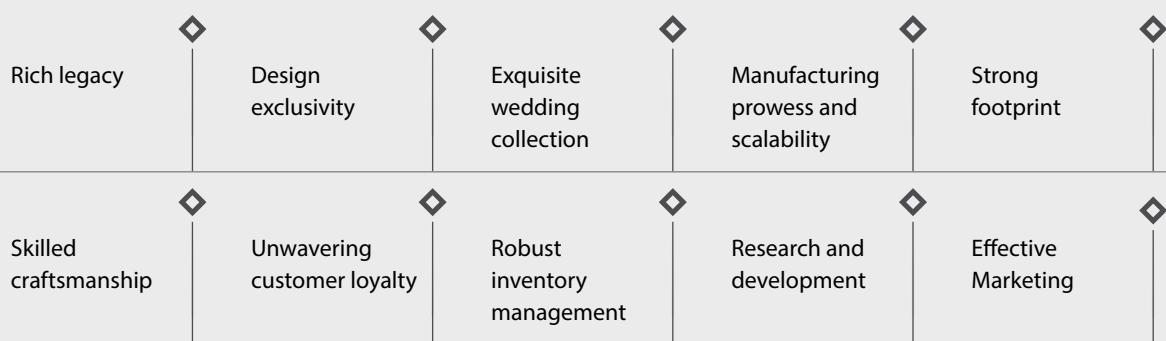 Rich legacy
Design
exclusivity
Exquisite
wedding
collection
Manufacturing
prowess and
scalability
Strong
footprint
Skilled
craftsmanship
Unwavering
customer loyalty
Robust
inventory
management
Research and
development
Effective
Marketing